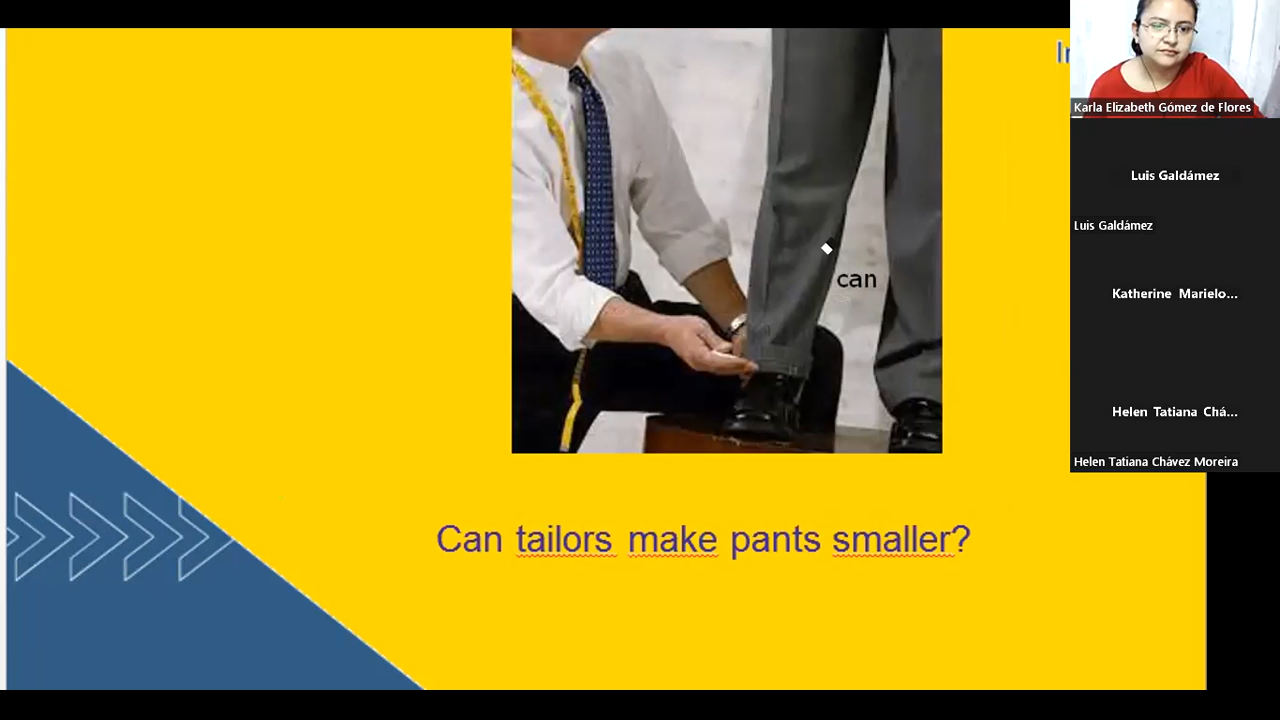 Karla Elizabeth Gómez de Flores
Luis Galdámez
Luis Galdámez
can
Katherine Marielo...
Helen Tatiana Chá...
Helen Tatiana Chávez Moreira
Can tailors make pants smaller?